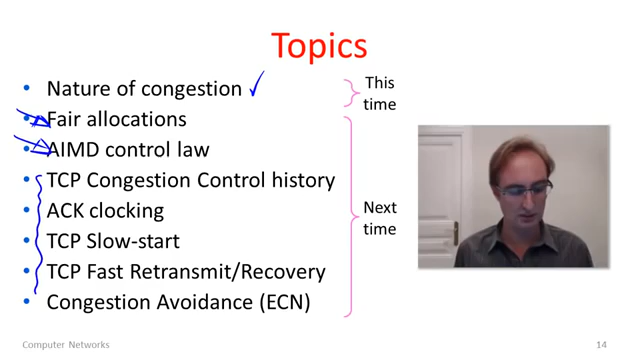 Topics
Nature of congestion
This time
Fair allocations
AIMD control law
TCP Congestion Control history
ACK clocking
Next time
TCP Slow-start
TCP Fast Retransmit/Recovery
Congestion Avoidance (ECN)
Computer Networks
14